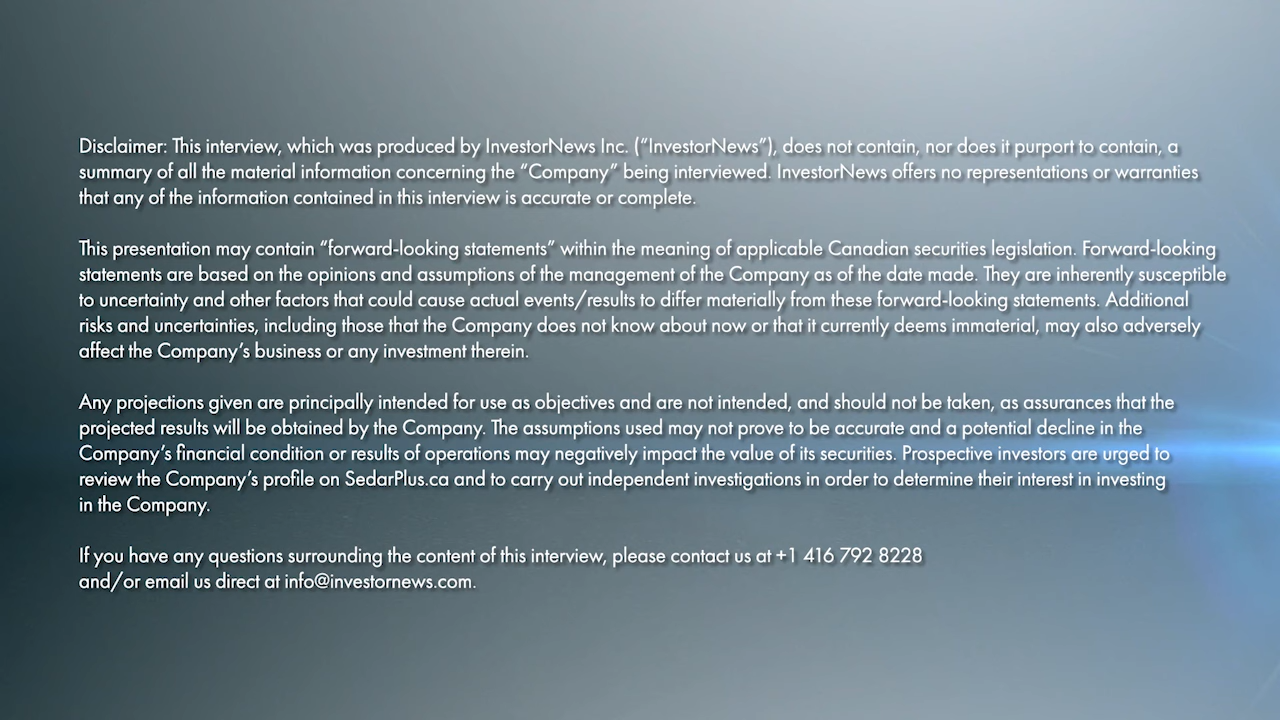 Disclaimer: This interview, which was produced by InvestorNews Inc. (“InvestorNews”), does not contain, nor does it purport to contain, a
summary of all the material information concerning the “Company” being interviewed. InvestorNews offers no representations or warranties
that any of the information contained in this interview is accurate or complete.
This presentation may contain “forward-looking statements” within the meaning of applicable Canadian securities legislation. Forward-looking
statements are based on the opinions and assumptions of the management of the Company as of the date made. They are inherently susceptible
to uncertainty and other factors that could cause actual events/results to differ materially from these forward-looking statements. Additional
risks and uncertainties, including those that the Company does not know about now or that it currently deems immaterial, may also adversely
affect the Company’s business or any investment therein.
Any projections given are principally intended for use as objectives and are not intended, and should not be taken, as assurances that the
projected results will be obtained by the Company. The assumptions used may not prove to be accurate and a potential decline in the
Company’s financial condition or results of operations may negatively impact the value of its securities. Prospective investors are urged to
review the Company’s profile on SedarPlus.ca and to carry out independent investigations in order to determine their interest in investing
in the Company.
If you have any questions surrounding the content of this interview, please contact us at +1 416 792 8228
and/or email us direct at info@investornews.com.